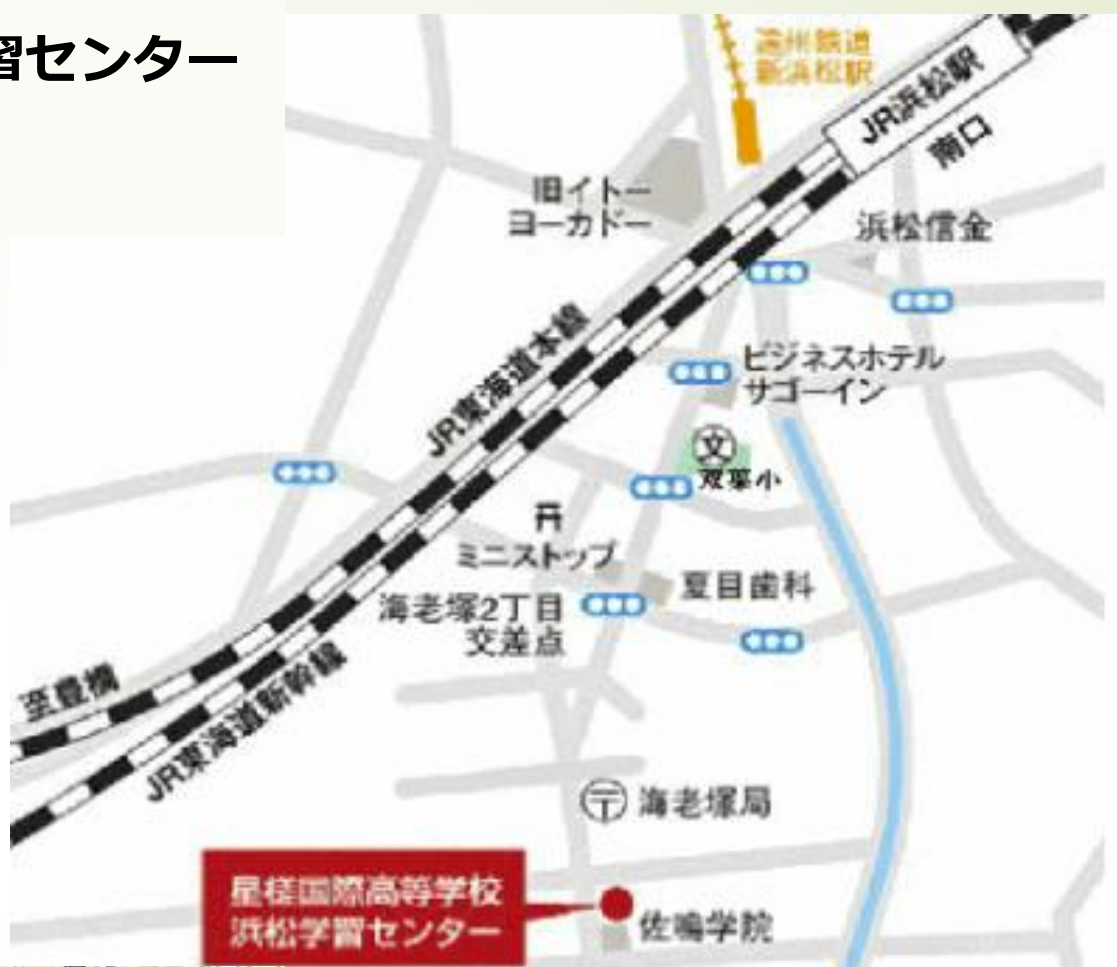 習センター
遠州鉄道
新浜松駅
JR浜松駅
南口
旧イトー
ヨーカドー
浜松信金
JR東海道本線
ビジネスホテル
サゴーイン
文
双葉小
ミニストップ
夏目歯科
海老塚2丁目
交差点
至豊橋
JR東海道新幹線
〒 海老塚局
星槎国際高等学校
浜松学習センター
佐鳴学院